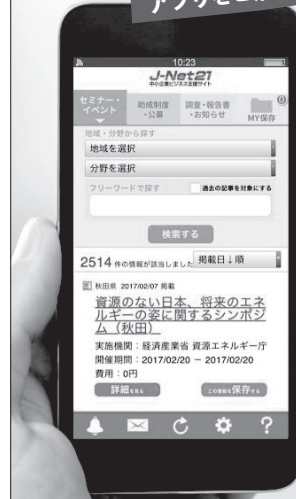 10:23
J-Net21
中小企業ビジネス支援サイト
セミナー・イベント
助成制度・公募
調査・報告書・お知らせ
0
MY保存
地域・分野から探す
地域を選択
分野を選択
フリーワードで探す 過去の記事を対象にする
検索する
2514 件の情報が該当しました 掲載日↓順
秋田県 2017/02/07 掲載
資源のない日本、将来のエネ
ルギーの姿に関するシンポジ
ム（秋田）
実施機関：経済産業省 資源エネルギー庁
開催期間：2017/02/20 − 2017/02/20
費用：0円
詳細を見る この情報を保存する
?